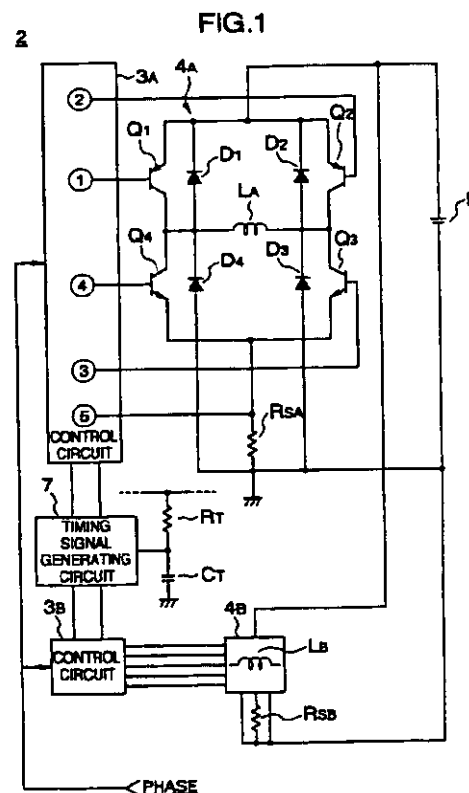 FIG.1
2
3A
4A
②
Q1
Q2
D1
D2
①
LA
Q4
Q3
D4
D3
④
③
⑤
RSA
CONTROL
CIRCUIT
7
TIMING
SIGNAL
GENERATING
CIRCUIT
RT
CT
3B
4B
CONTROL
CIRCUIT
LB
RSB
PHASE